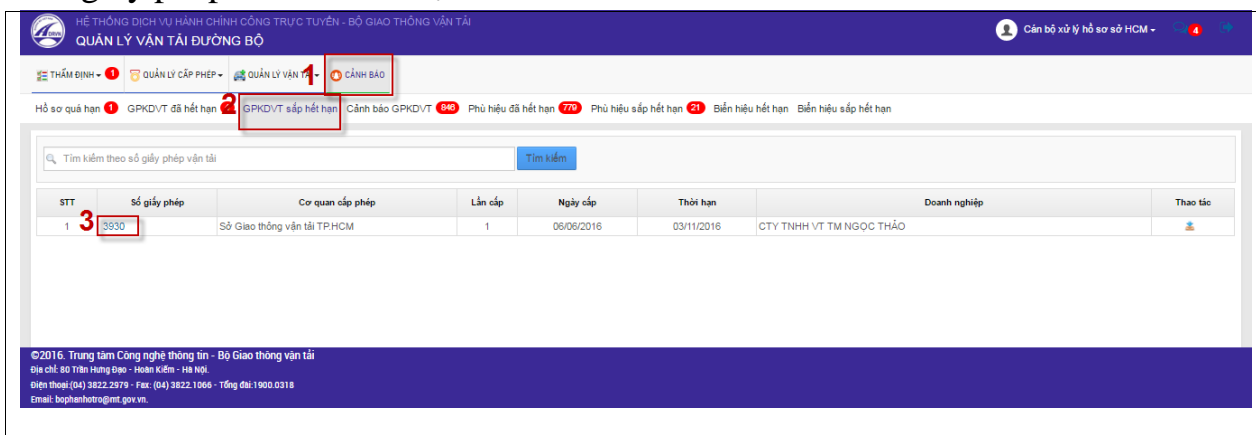 HỆ THỐNG DỊCH VỤ HÀNH CHÍNH CÔNG TRỰC TUYẾN - BỘ GIAO THÔNG VẬN TẢI
QUẢN LÝ VẬN TẢI ĐƯỜNG BỘ
Cán bộ xử lý hồ sơ sở HCM
4
THẨM ĐỊNH 1 QUẢN LÝ CẤP PHÉP QUẢN LÝ VẬN 1 CẢNH BÁO
Hồ sơ quá hạn 1 GPKDVT đã hết hạn 2 GPKDVT sắp hết hạn Cảnh báo GPKDVT 846 Phù hiệu đã hết hạn 779 Phù hiệu sắp hết hạn 21 Biển hiệu hết hạn Biển hiệu sắp hết hạn
Tìm kiếm theo số giấy phép vận tải Tìm kiếm
STT Số giấy phép Cơ quan cấp phép Lần cấp Ngày cấp Thời hạn Doanh nghiệp Thao tác
1 3 3930 Sở Giao thông vận tải TP.HCM 1 06/06/2016 03/11/2016 CTY TNHH VT TM NGỌC THẢO
©2016. Trung tâm Công nghệ thông tin - Bộ Giao thông vận tải
Địa chỉ: 80 Trần Hưng Đạo - Hoàn Kiếm - Hà Nội.
Điện thoại:(04) 3822.2979 - Fax: (04) 3822.1066 - Tổng đài:1900.0318
Email: bophanhotro@mt.gov.vn.